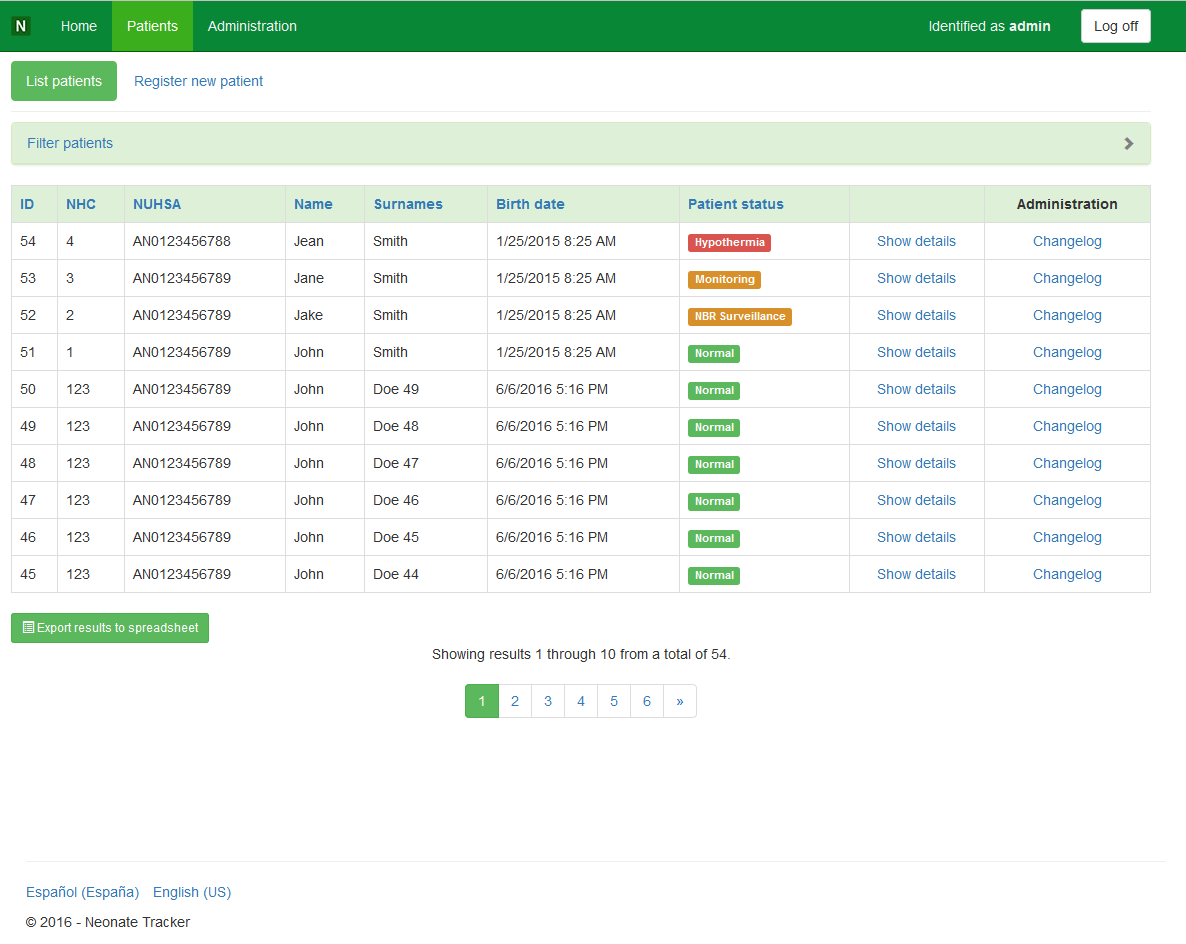 N Home Patients Administration Identified as admin Log off
List patients Register new patient
Filter patients
ID NHC NUHSA Name Surnames Birth date Patient status Administration
54 4 AN0123456788 Jean Smith 1/25/2015 8:25 AM Hypothermia Show details Changelog
53 3 AN0123456789 Jane Smith 1/25/2015 8:25 AM Monitoring Show details Changelog
52 2 AN0123456789 Jake Smith 1/25/2015 8:25 AM NBR Surveillance Show details Changelog
51 1 AN0123456789 John Smith 1/25/2015 8:25 AM Normal Show details Changelog
50 123 AN0123456789 John Doe 49 6/6/2016 5:16 PM Normal Show details Changelog
49 123 AN0123456789 John Doe 48 6/6/2016 5:16 PM Normal Show details Changelog
48 123 AN0123456789 John Doe 47 6/6/2016 5:16 PM Normal Show details Changelog
47 123 AN0123456789 John Doe 46 6/6/2016 5:16 PM Normal Show details Changelog
46 123 AN0123456789 John Doe 45 6/6/2016 5:16 PM Normal Show details Changelog
45 123 AN0123456789 John Doe 44 6/6/2016 5:16 PM Normal Show details Changelog
Export results to spreadsheet
Showing results 1 through 10 from a total of 54.
1 2 3 4 5 6 »
Español (España) English (US)
© 2016 - Neonate Tracker